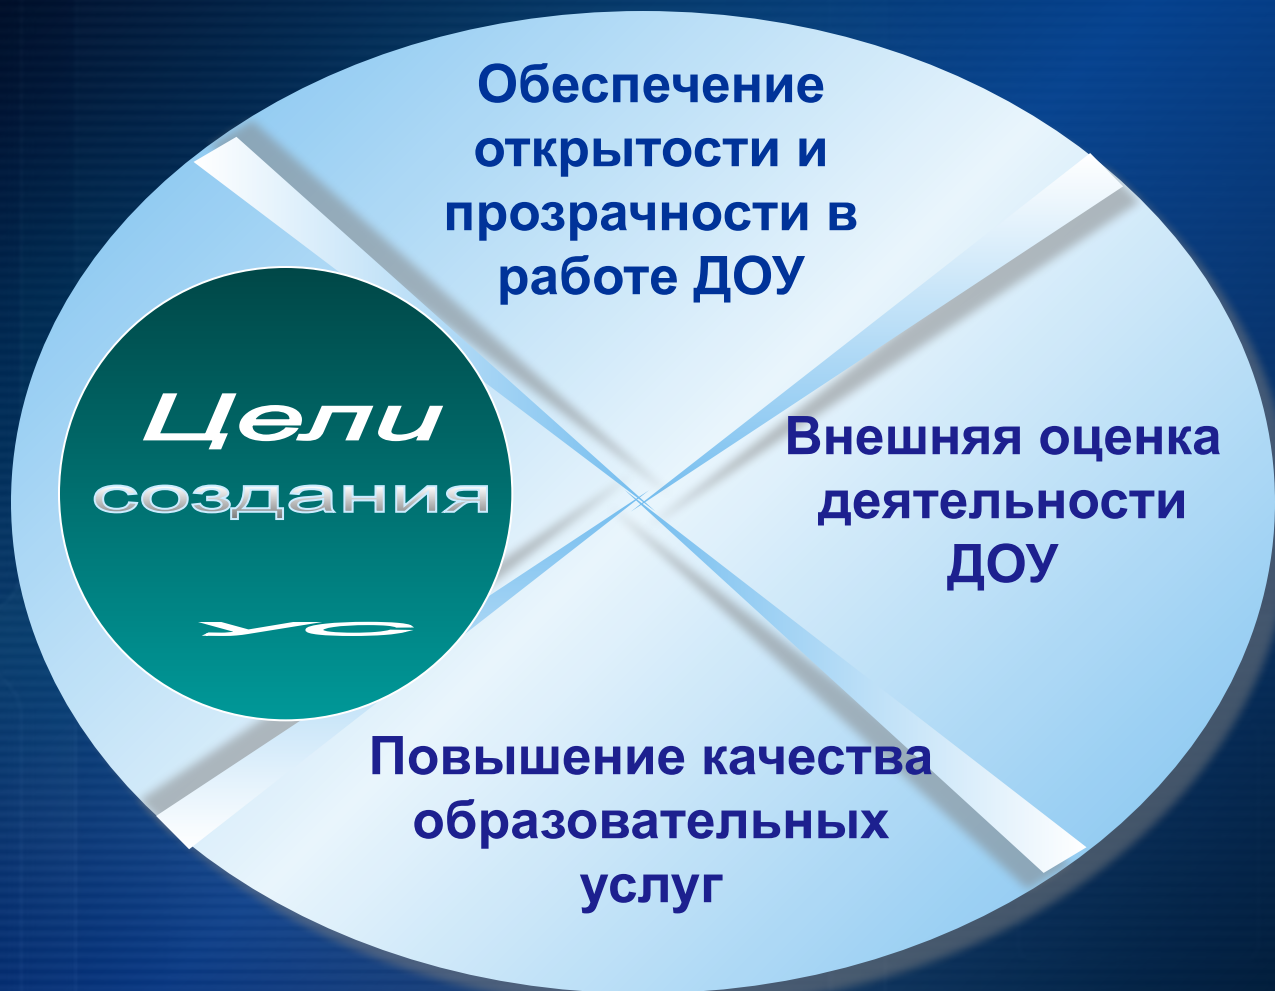 Обеспечение
открытости и
прозрачности в
работе ДОУ
Цели
создания
УС
Внешняя оценка
деятельности
ДОУ
Повышение качества
образовательных
услуг